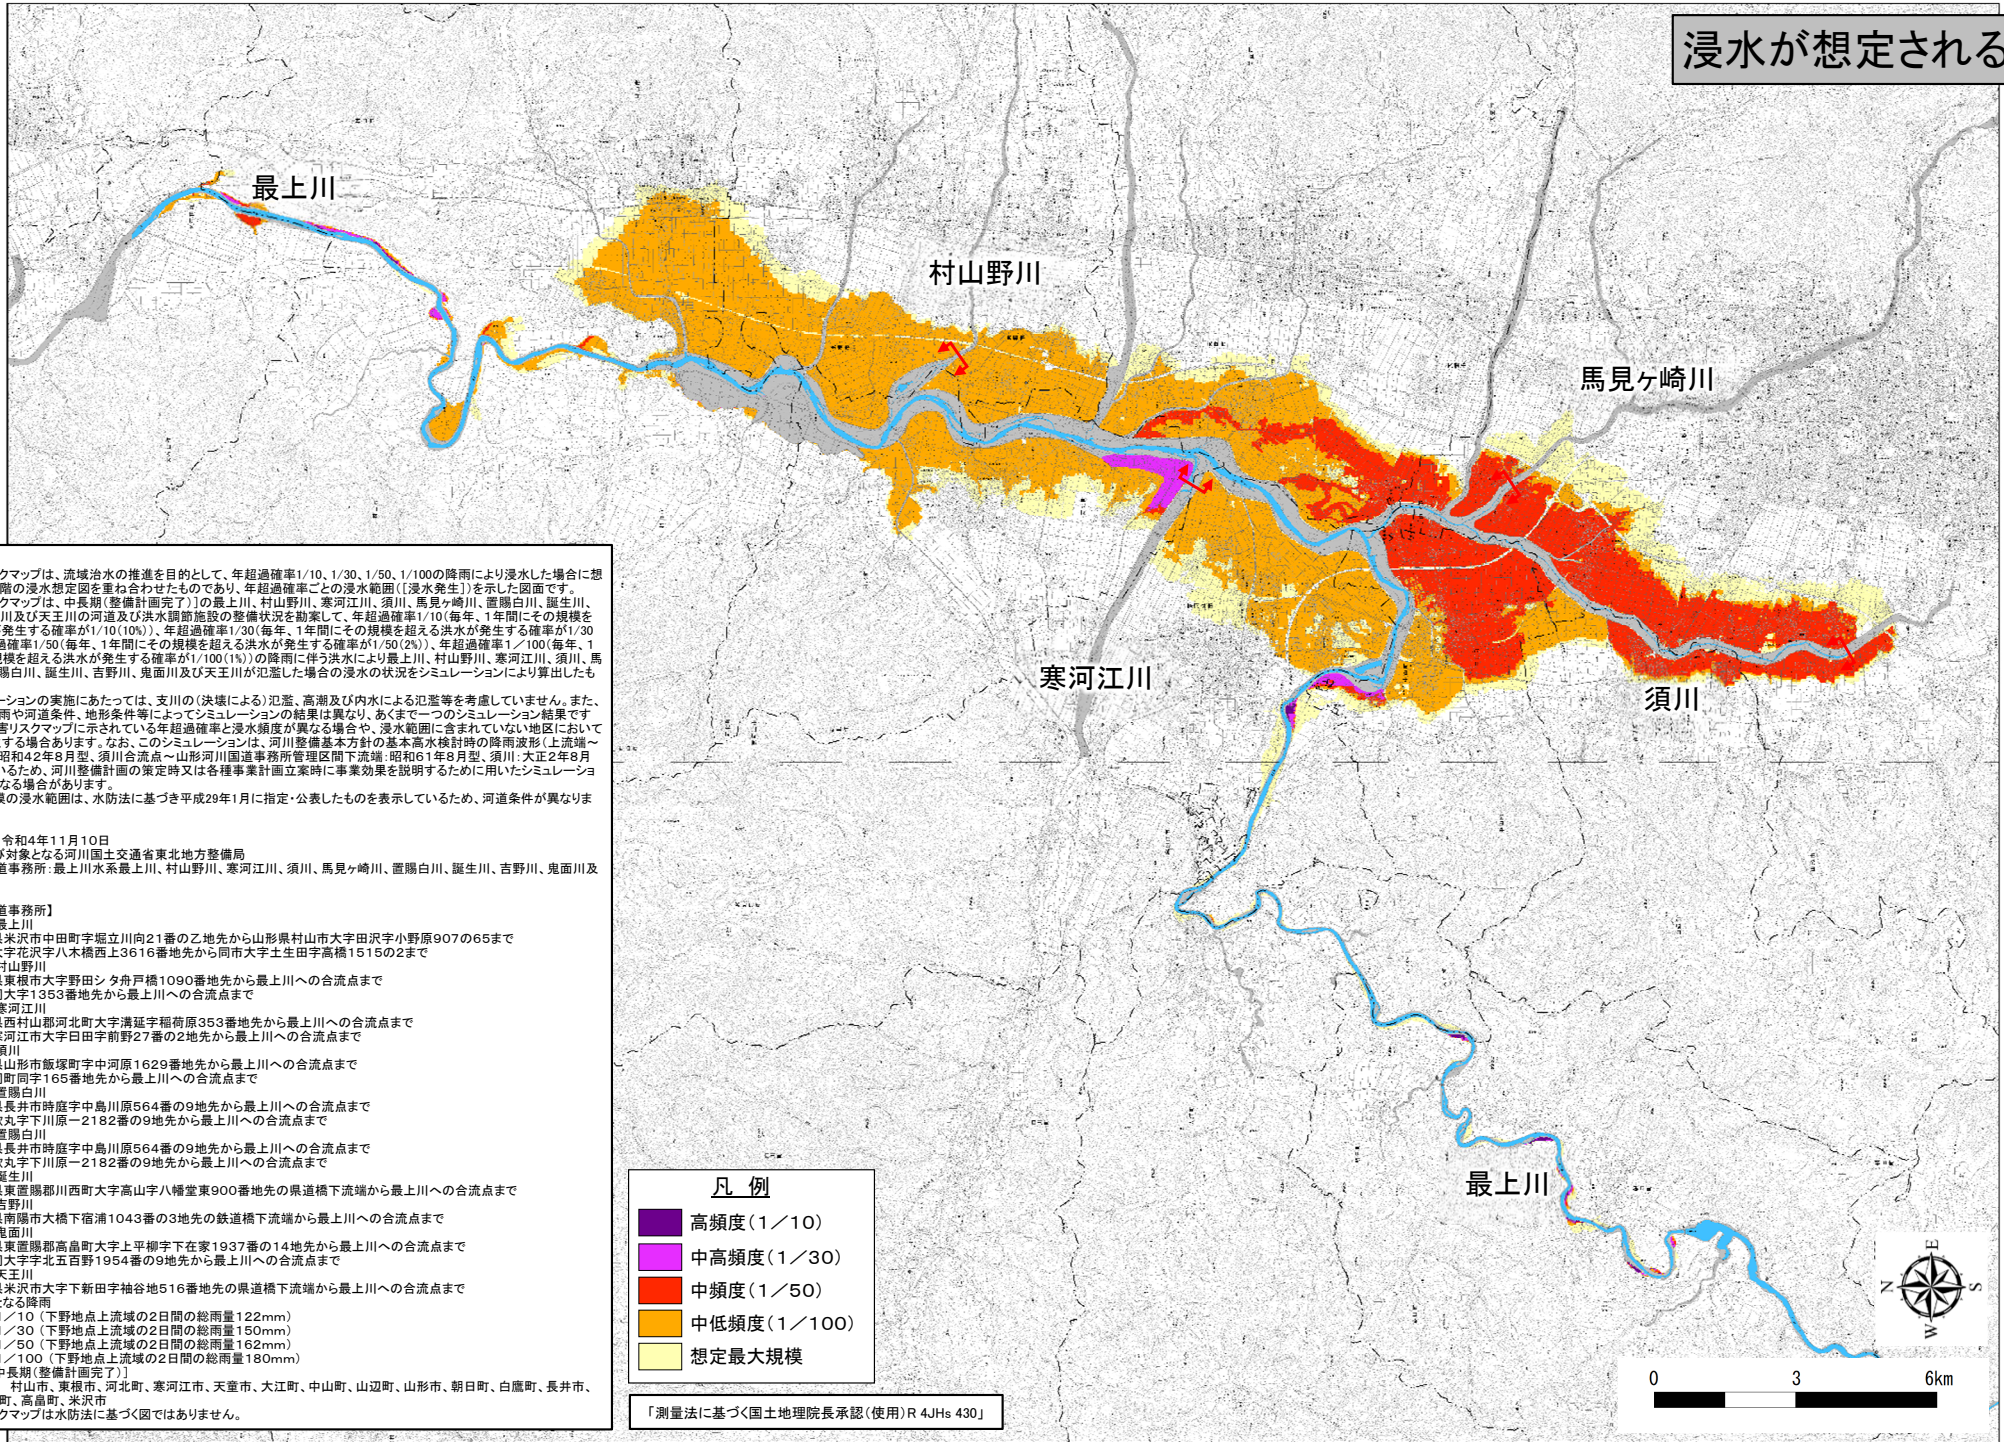 浸水が想定される
最上川
村山野川
馬見ヶ崎川
寒河江川
須川
最上川
クマップは、流域治水の推進を目的として、年超過確率1/10、1/30、1/50、1/100の降雨により浸水した場合に想
階の浸水想定図を重ね合わせたものであり、年超過確率ごとの浸水範囲([浸水発生])を示した図面です。
クマップは、中長期(整備計画完了)】の最上川、村山野川、寒河江川、須川、馬見ヶ崎川、置賜白川、誕生川、
川及び天王川の河道及び洪水調節施設の整備状況を勘案して、年超過確率1/10(毎年、1年間にその規模を
発生する確率が1/10(10%))、年超過確率1/30(毎年、1年間にその規模を超える洪水が発生する確率が1/30
過確率1/50(毎年、1年間にその規模を超える洪水が発生する確率が1/50(2%))、年超過確率1/100(毎年、1
規模を超える洪水が発生する確率が1/100(1%))の降雨に伴う洪水により最上川、村山野川、寒河江川、須川、馬
賜白川、誕生川、吉野川、鬼面川及び天王川が氾濫した場合の浸水の状況をシミュレーションにより算出したも
ーションの実施にあたっては、支川の(決壊による)氾濫、高潮及び内水による氾濫等を考慮していません。また、
雨や河道条件、地形条件等によってシミュレーションの結果は異なり、あくまで一つのシミュレーション結果です
害リスクマップに示されている年超過確率と浸水頻度が異なる場合や、浸水範囲に含まれていない地区において
する場合あります。なお、このシミュレーションは、河川整備基本方針の基本高水検討時の降雨波形(上流端～
昭和42年8月型、須川合流点～山形河川国道事務所管理区間下流端:昭和61年8月型、須川:大正2年8月
いるため、河川整備計画の策定時又は各種事業計画立案時に事業効果を説明するために用いたシミュレーショ
なる場合があります。
模の浸水範囲は、水防法に基づき平成29年1月に指定・公表したものを表示しているため、河道条件が異なりま
令和4年11月10日
び対象となる河川国土交通省東北地方整備局
道事務所:最上川水系最上川、村山野川、寒河江川、須川、馬見ヶ崎川、置賜白川、誕生川、吉野川、鬼面川及
道事務所】
最上川
県米沢市中田町字堀立川向21番の乙地先から山形県村山市大字田沢字小野原907の65まで
大字花沢字八木橋西上3616番地先から同市大字土生田字高橋1515の2まで
村山野川
県東根市大字野田シタ舟戸橋1090番地先から最上川への合流点まで
同大字1353番地先から最上川への合流点まで
寒河江川
県西村山郡河北町大字溝延字稲荷原353番地先から最上川への合流点まで
寒河江市大字日田字前野27番の2地先から最上川への合流点まで
須川
県山形市飯塚町字中河原1629番地先から最上川への合流点まで
同町同字165番地先から最上川への合流点まで
置賜白川
県長井市時庭字中島川原564番の9地先から最上川への合流点まで
歌丸字下川原一2182番の9地先から最上川への合流点まで
置賜白川
県長井市時庭字中島川原564番の9地先から最上川への合流点まで
歌丸字下川原一2182番の9地先から最上川への合流点まで
誕生川
県東置賜郡川西町大字高山字八幡堂東900番地先の県道橋下流端から最上川への合流点まで
吉野川
県南陽市大橋下宿浦1043番の3地先の鉄道橋下流端から最上川への合流点まで
鬼面川
県東置賜郡高畠町大字上平柳字下在家1937番の14地先から最上川への合流点まで
同大字字北五百野1954番の9地先から最上川への合流点まで
天王川
県米沢市大字下新田字袖谷地516番地先の県道橋下流端から最上川への合流点まで
となる降雨
1/10 (下野地点上流域の2日間の総雨量122mm)
1/30 (下野地点上流域の2日間の総雨量150mm)
1/50 (下野地点上流域の2日間の総雨量162mm)
1/100 (下野地点上流域の2日間の総雨量180mm)
中長期(整備計画完了)]
村山市、東根市、河北町、寒河江市、天童市、大江町、中山町、山辺町、山形市、朝日町、白鷹町、長井市、
町、高畠町、米沢市
クマップは水防法に基づく図ではありません。
凡 例
高頻度(1/10)
中高頻度(1/30)
中頻度(1/50)
中低頻度(1/100)
想定最大規模
「測量法に基づく国土地理院長承認(使用)R 4JHs 430」
N
E
S
W
0 3 6km